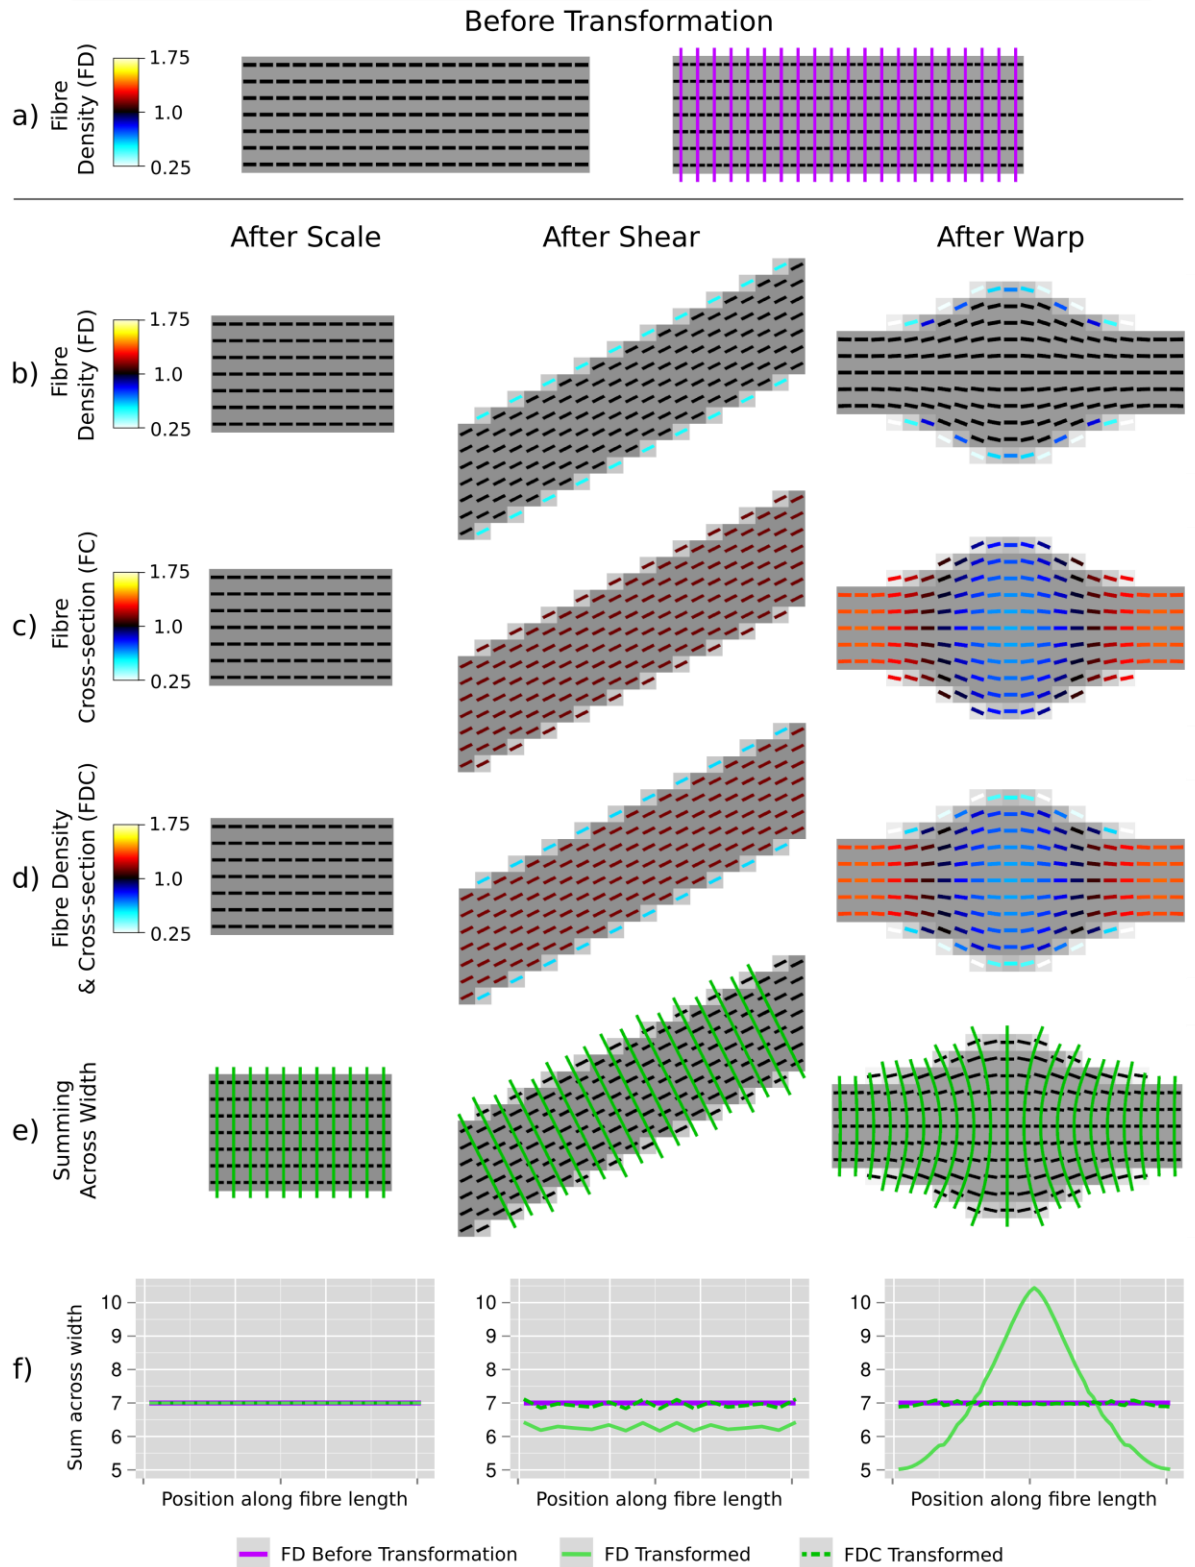 Before Transformation
a)
Fibre
Density (FD)
1.75
1.0
0.25
After Scale
After Shear
After Warp
b)
Fibre
Density (FD)
1.75
1.0
0.25
c)
Fibre
Cross-section (FC)
1.75
1.0
0.25
d)
Fibre Density
& Cross-section (FDC)
1.75
1.0
0.25
e)
Summing
Across Width
f)
Sum across width
10
9
8
7
6
5
Position along fibre length
10
9
8
7
6
5
Position along fibre length
10
9
8
7
6
5
Position along fibre length
FD Before Transformation
FD Transformed
FDC Transformed